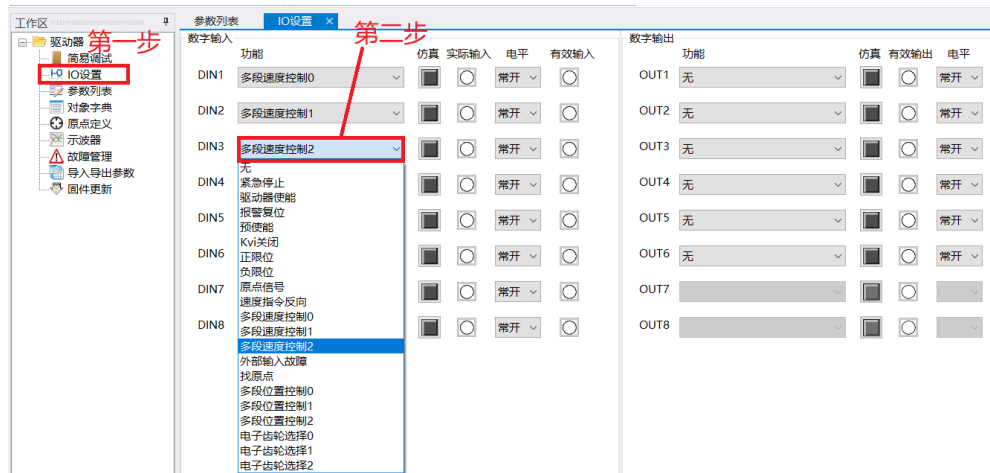 工作区
参数列表
IO设置 ×
第一步
第二步
驱动器
简易调试
IO设置
参数列表
对象字典
原点定义
示波器
故障管理
导入导出参数
固件更新
数字输入
功能 仿真 实际输入 电平 有效输入
DIN1 多段速度控制0 常开
DIN2 多段速度控制1 常开
DIN3 多段速度控制2 常开
DIN4 常开
DIN5 常开
DIN6 常开
DIN7 常开
DIN8 常开
无
紧急停止
驱动器使能
报警复位
预使能
Kvi关闭
正限位
负限位
原点信号
速度指令反向
多段速度控制0
多段速度控制1
多段速度控制2
外部输入故障
找原点
多段位置控制0
多段位置控制1
多段位置控制2
电子齿轮选择0
电子齿轮选择1
电子齿轮选择2
数字输出
功能 仿真 有效输出 电平
OUT1 无 常开
OUT2 无 常开
OUT3 无 常开
OUT4 无 常开
OUT5 无 常开
OUT6 无 常开
OUT7
OUT8